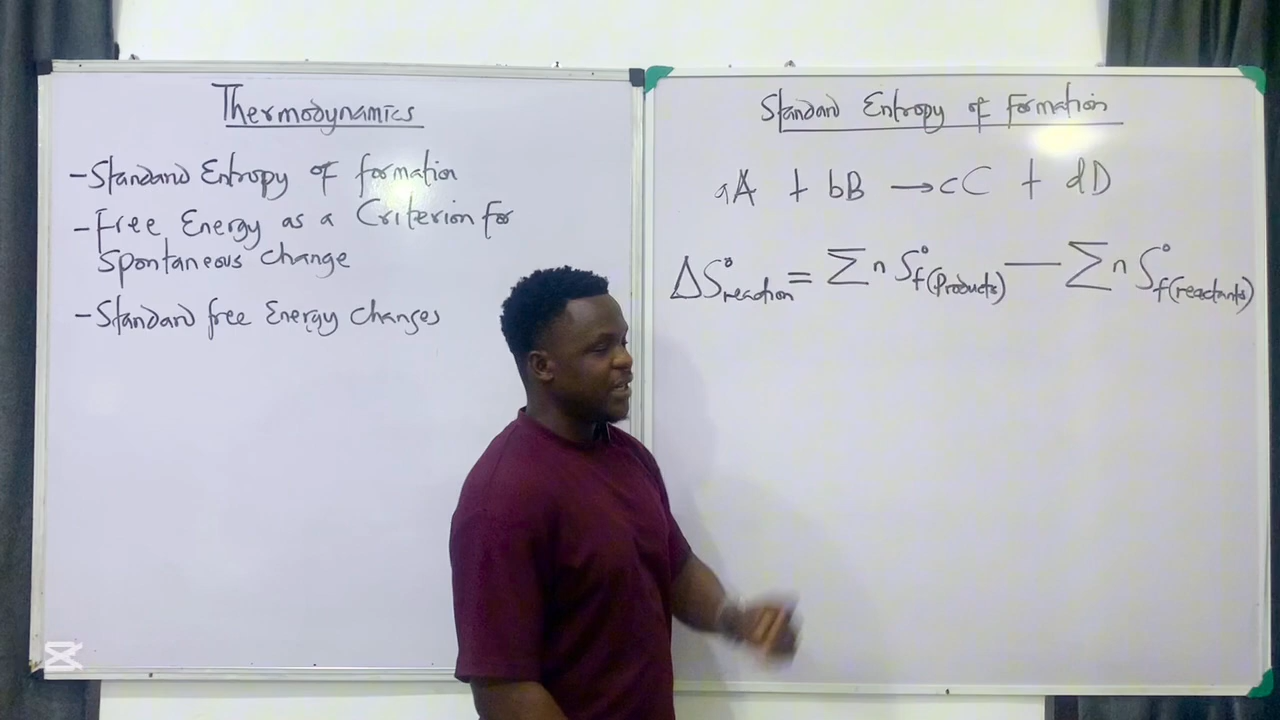 Thermodynamics
- Standard Entropy of formation
- Free Energy as a Criterion for
Spontaneous Change
- Standard free Energy Changes
Standard Entropy of Formation
aA + bB → cC + dD
ΔS°reaction = Σ n S°f(Products) — Σ n S°f(reactants)